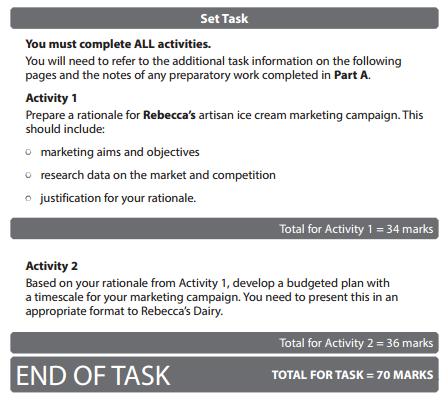 Set Task
You must complete ALL activities.
You will need to refer to the additional task information on the following
pages and the notes of any preparatory work completed in Part A.
Activity 1
Prepare a rationale for Rebecca's artisan ice cream marketing campaign. This
should include:
marketing aims and objectives
research data on the market and competition
justification for your rationale.
Total for Activity 1 = 34 marks
Activity 2
Based on your rationale from Activity 1, develop a budgeted plan with
a timescale for your marketing campaign. You need to present this in an
appropriate format to Rebecca's Dairy.
Total for Activity 2 = 36 marks
END OF TASK
TOTAL FOR TASK = 70 MARKS